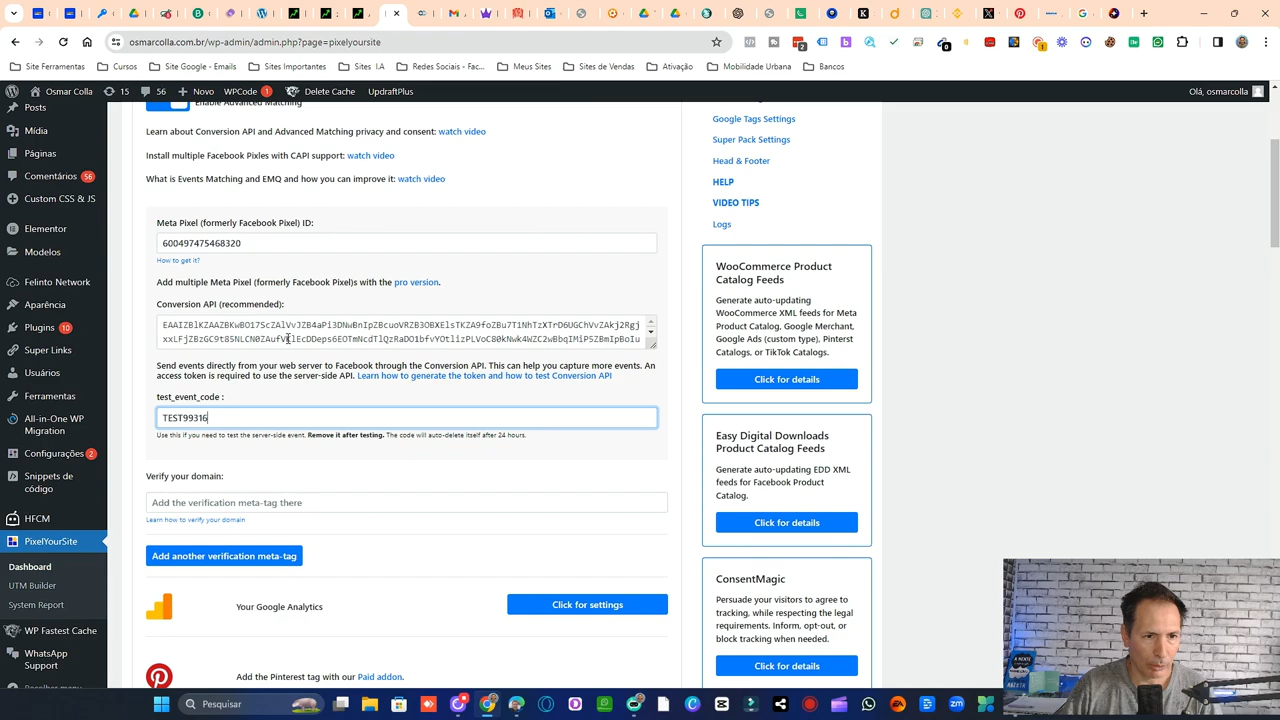 osmarcolla.com.br/wp-admin/admin.php?page=pixelyoursite
Site Ferramentas
Cursos
Site Google - Emails
Sites Importantes
Sites I.A
Redes Sociais - Fac...
Meus Sites
Sites de Vendas
Ativação
Mobilidade Urbana
Bancos
Osmar Colla
15
56
Novo
WPCode 1
Delete Cache
UpdraftPlus
Olá, osmarcolla
Posts
Mídia
Páginas
Comentários 56
Custom CSS & JS
Elementor
Modelos
Felinto Network
Aparência
Plugins 10
Super Links
Usuários
All-in-One WP
Migration
Configurações 2
Snippets de
código
HFCM
PixelYourSite
Dashboard
UTM Builder
System Report
WP Fastest Cache
WhatsApp
Support
Recolher menu
Enable Advanced Matching
Learn about Conversion API and Advanced Matching privacy and consent: watch video
Install multiple Facebook Pixles with CAPI support: watch video
What is Events Matching and EMQ and how you can improve it: watch video
Meta Pixel (formerly Facebook Pixel) ID:
600497475468320
How to get it?
Add multiple Meta Pixel (formerly Facebook Pixel)s with the pro version.
Conversion API (recommended):
Send events directly from your web server to Facebook through the Conversion API. This can help you capture more events. An
access token is required to use the server-side API. Learn how to generate the token and how to test Conversion API
test_event_code :
TEST99316
Use this if you need to test the server-side event. Remove it after testing. The code will auto-delete itself after 24 hours.
Verify your domain:
Add the verification meta-tag there
Learn how to verify your domain
Add another verification meta-tag
Your Google Analytics
Click for settings
Add the Pinterest tag with our Paid addon.
Google Tags Settings
Super Pack Settings
Head & Footer
HELP
VIDEO TIPS
Logs
WooCommerce Product
Catalog Feeds
Generate auto-updating
WooCommerce XML feeds for Meta
Product Catalog, Google Merchant,
Google Ads (custom type), Pinterest
Catalogs, or TikTok Catalogs.
Click for details
Easy Digital Downloads
Product Catalog Feeds
Generate auto-updating EDD XML
feeds for Facebook Product
Catalog.
Click for details
ConsentMagic
Persuade your visitors to agree to
tracking, while respecting the legal
requirements. Inform, opt-out, or
block tracking when needed.
Click for details
Pesquisar